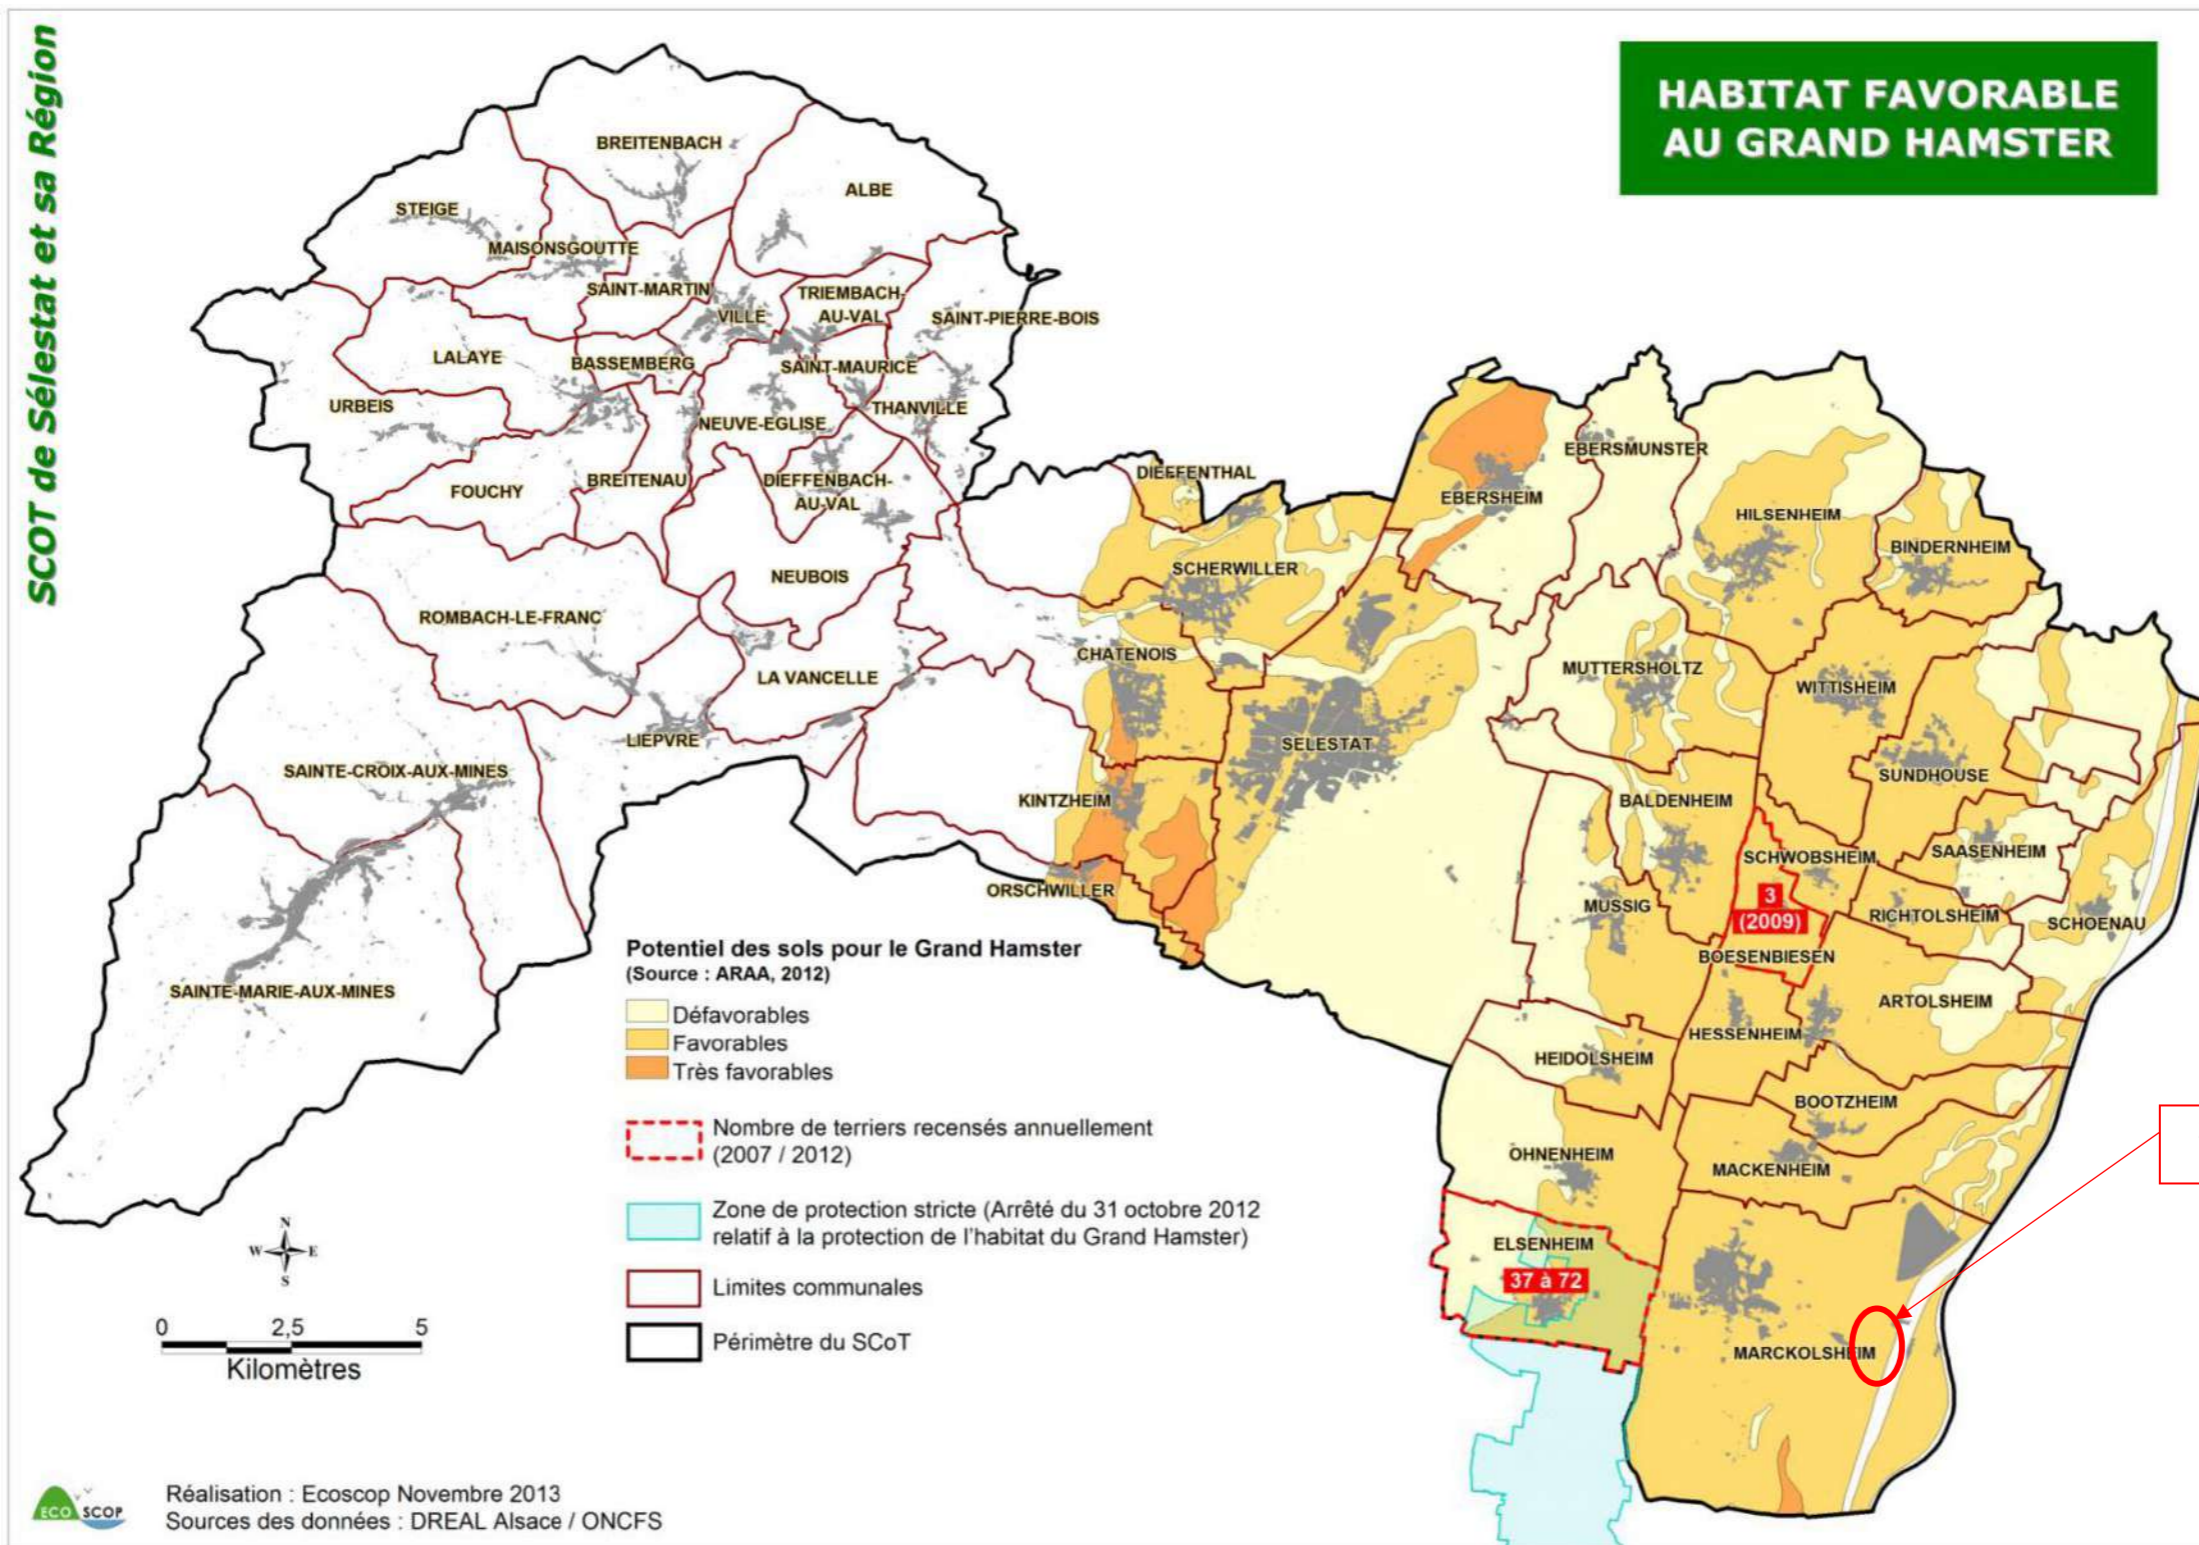 SCOT de Sélestat et sa Région
HABITAT FAVORABLE
AU GRAND HAMSTER
BREITENBACH
ALBE
STEIGE
MAISONSGOUTTE
SAINT-MARTIN
TRIEMBACH-
AU-VAL
VILLE
SAINT-PIERRE-BOIS
LALAYE
BASSEMBERG
SAINT-MAURICE
URBEIS
THANVILLE
NEUVE-EGLISE
FOUCHY
BREITENAU
DIEFFENBACH-
AU-VAL
DIEFFENTHAL
EBERSMUNSTER
EBERSHEIM
HILSENHEIM
BINDERNHEIM
SCHERWILLER
NEUBOIS
ROMBACH-LE-FRANC
CHATENOIS
LA VANCELLE
MUTTERSHOLTZ
WITTISHEIM
LIEPVRE
SELESTAT
SAINTE-CROIX-AUX-MINES
SUNDHOUSE
KINTZHEIM
BALDENHEIM
SCHWOBSHEIM
SAASENHEIM
ORSCHWILLER
3
(2009)
MUSSIG
RICHTOLSHEIM
SCHOENAU
BOESENBIESEN
SAINTE-MARIE-AUX-MINES
ARTOLSHEIM
HESSENHEIM
HEIDOLSHEIM
BOOTZHEIM
OHNENHEIM
MACKENHEIM
ELSENHEIM
37 à 72
MARCKOLSHEIM
Potentiel des sols pour le Grand Hamster
(Source : ARAA, 2012)
Défavorables
Favorables
Très favorables
Nombre de terriers recensés annuellement
(2007 / 2012)
Zone de protection stricte (Arrêté du 31 octobre 2012
relatif à la protection de l'habitat du Grand Hamster)
Limites communales
Périmètre du SCoT
N
W E
S
0 2,5 5
Kilomètres
ECO SCOP
Réalisation : Ecoscop Novembre 2013
Sources des données : DREAL Alsace / ONCFS